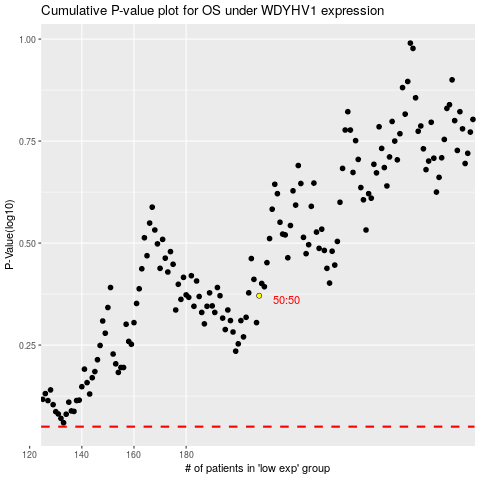 Cumulative P-value plot for OS under WDYHV1 expression
P-Value(log10)
1.00
0.75
0.50
0.25
50:50
120 140 160 180
# of patients in 'low exp' group